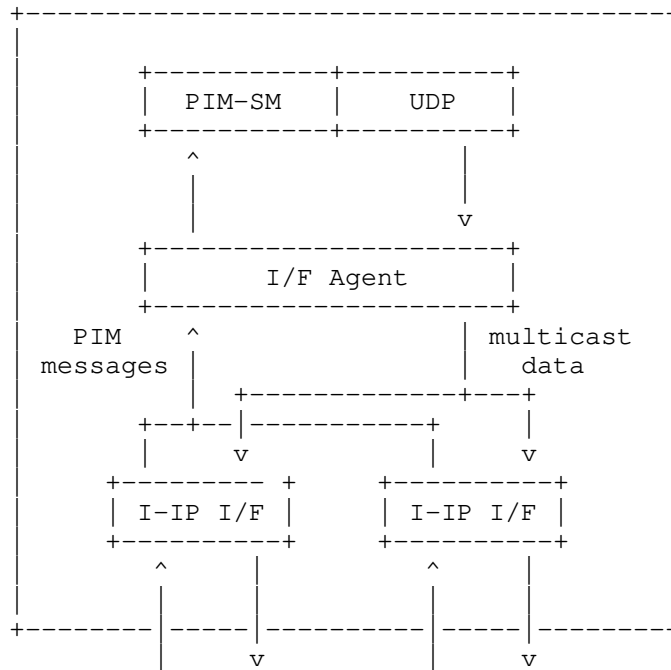 PIM-SM UDP
I/F Agent
PIM multicast
messages data
I-IP I/F I-IP I/F